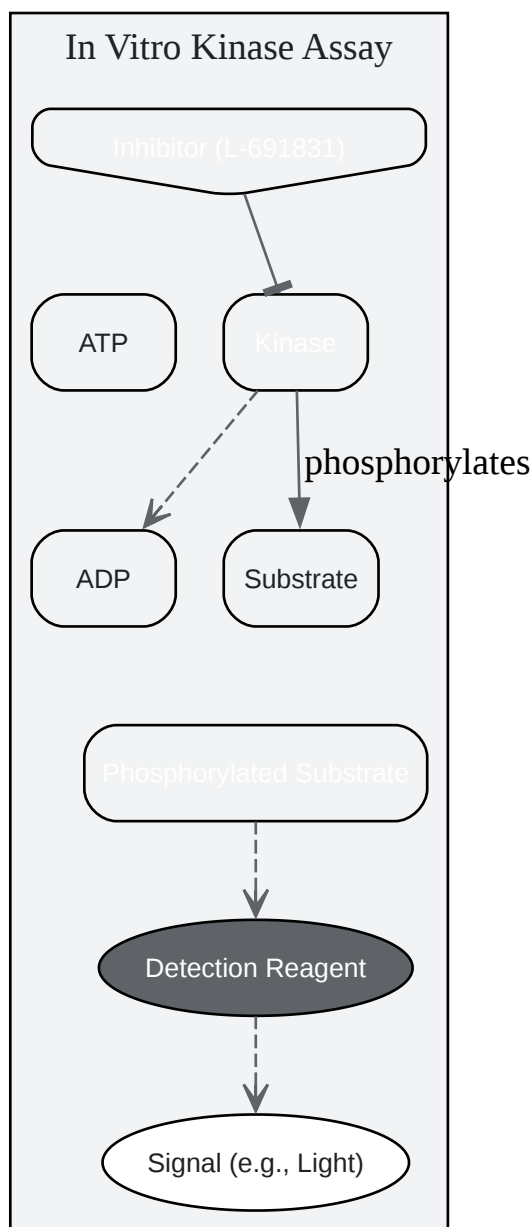 In Vitro Kinase Assay
Inhibitor (L-691831)
ATP
Kinase
phosphorylates
ADP
Substrate
Phosphorylated Substrate
Detection Reagent
Signal (e.g., Light)